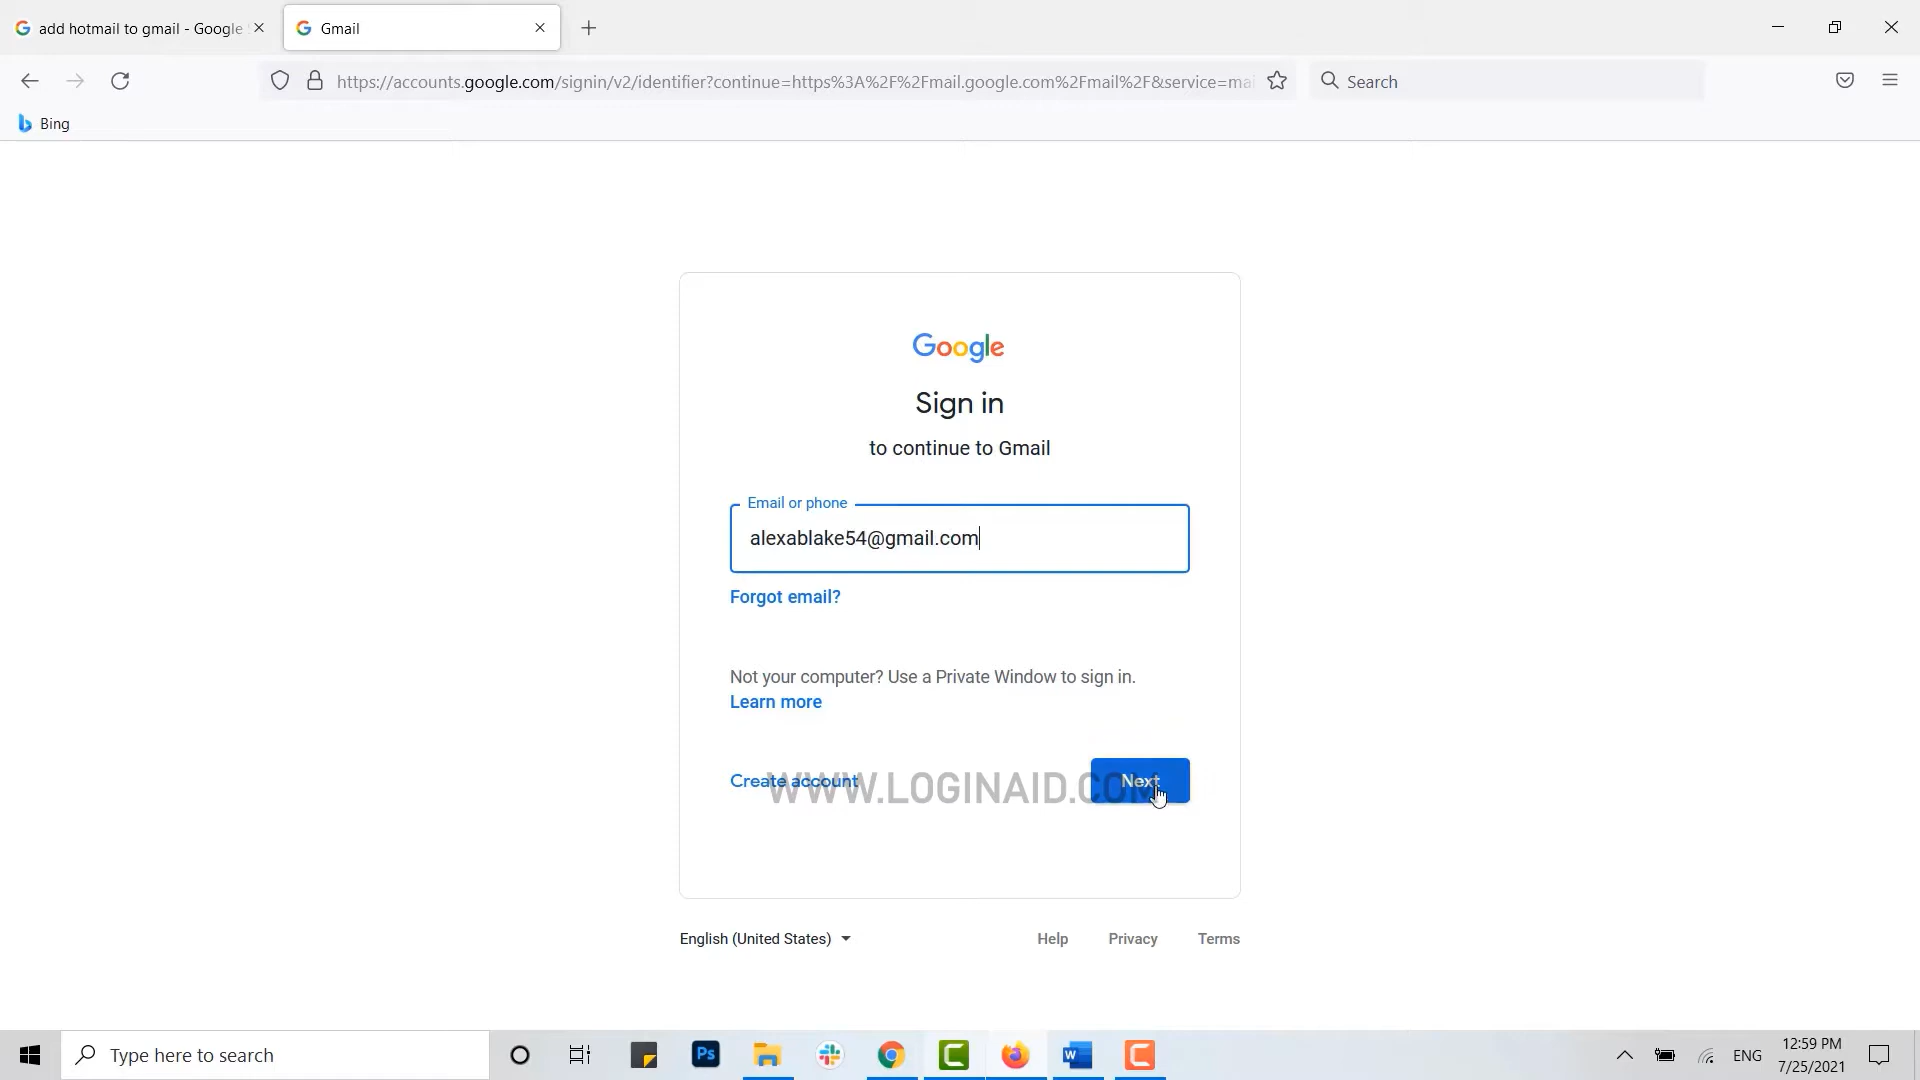 add hotmail to gmail - Google S
Gmail
https://accounts.google.com/signin/v2/identifier?continue=https%3A%2F%2Fmail.google.com%2Fmail%2F&service=mai
Search
Bing
Google
Sign in
to continue to Gmail
Email or phone
alexablake54@gmail.com
Forgot email?
Not your computer? Use a Private Window to sign in.
Learn more
Create account
Next
WWW.LOGINAID.COM
English (United States)
Help
Privacy
Terms
Type here to search
Ps
W
ENG
12:59 PM
7/25/2021